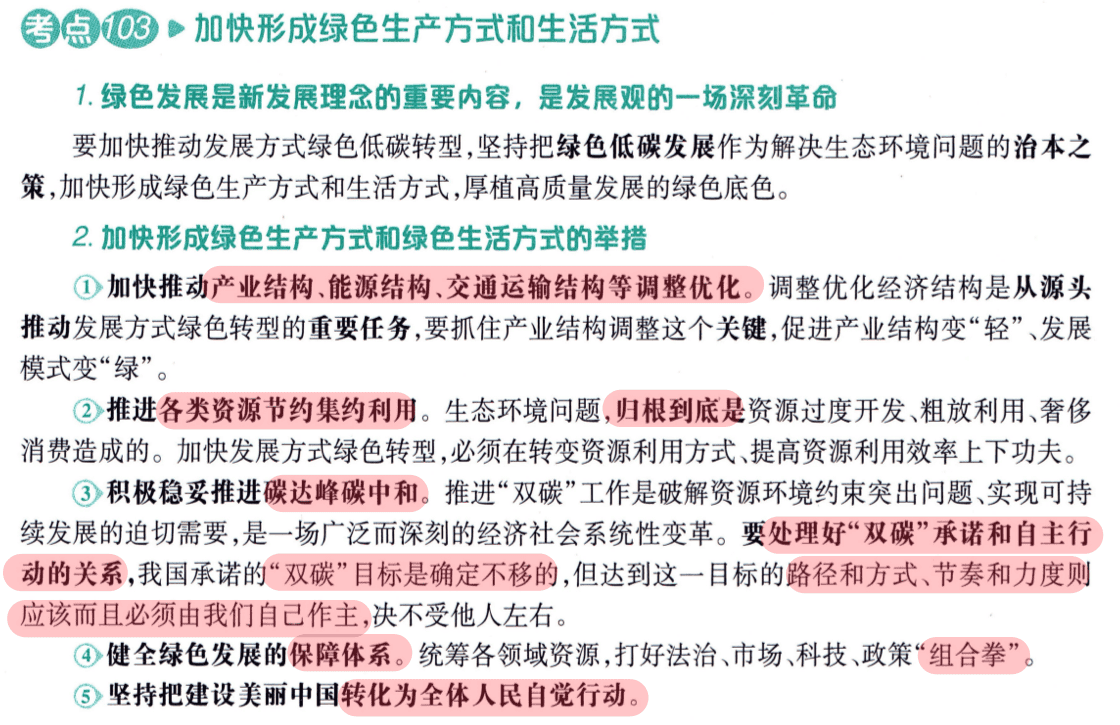 考点103 ▶ 加快形成绿色生产方式和生活方式
1. 绿色发展是新发展理念的重要内容，是发展观的一场深刻革命
要加快推动发展方式绿色低碳转型,坚持把绿色低碳发展作为解决生态环境问题的治本之
策,加快形成绿色生产方式和生活方式,厚植高质量发展的绿色底色。
2. 加快形成绿色生产方式和绿色生活方式的举措
①加快推动产业结构、能源结构、交通运输结构等调整优化。调整优化经济结构是从源头
推动发展方式绿色转型的重要任务,要抓住产业结构调整这个关键,促进产业结构变“轻”、发展
模式变“绿”。
②推进各类资源节约集约利用。生态环境问题,归根到底是资源过度开发、粗放利用、奢侈
消费造成的。加快发展方式绿色转型,必须在转变资源利用方式、提高资源利用效率上下功夫。
③积极稳妥推进碳达峰碳中和。推进“双碳”工作是破解资源环境约束突出问题、实现可持
续发展的迫切需要,是一场广泛而深刻的经济社会系统性变革。要处理好“双碳”承诺和自主行
动的关系,我国承诺的“双碳”目标是确定不移的,但达到这一目标的路径和方式、节奏和力度则
应该而且必须由我们自己作主,决不受他人左右。
④健全绿色发展的保障体系。统筹各领域资源,打好法治、市场、科技、政策“组合拳”。
⑤坚持把建设美丽中国转化为全体人民自觉行动。